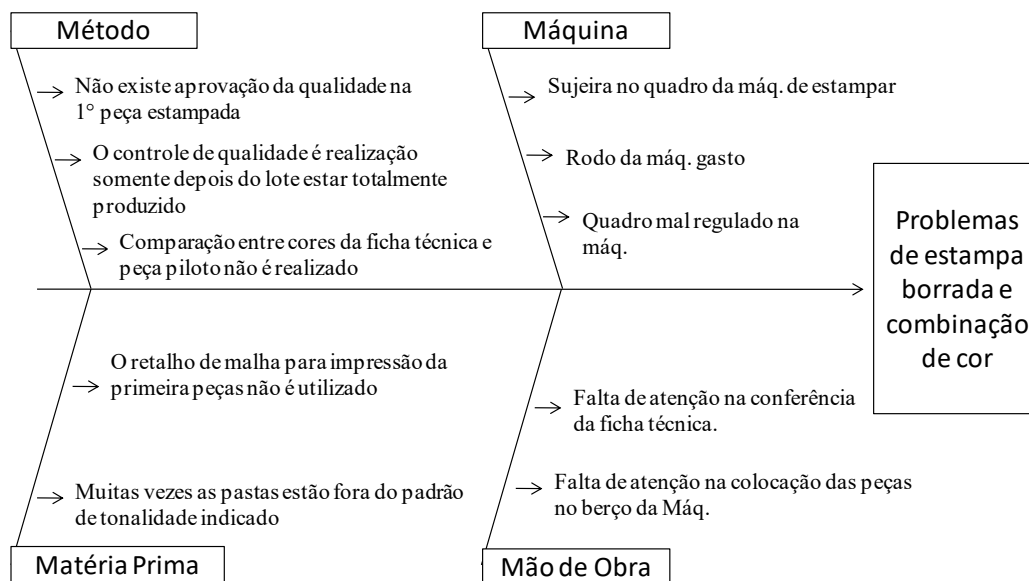 Método
Não existe aprovação da qualidade na
1° peça estampada
O controle de qualidade é realização
somente depois do lote estar totalmente
produzido
Comparação entre cores da ficha técnica e
peça piloto não é realizado
Máquina
Sujeira no quadro da máq. de estampar
Rodo da máq. gasto
Quadro mal regulado na
máq.
Problemas
de estampa
borrada e
combinação
de cor
O retalho de malha para impressão da
primeira peças não é utilizado
Muitas vezes as pastas estão fora do padrão
de tonalidade indicado
Matéria Prima
Falta de atenção na conferência
da ficha técnica.
Falta de atenção na colocação das peças
no berço da Máq.
Mão de Obra